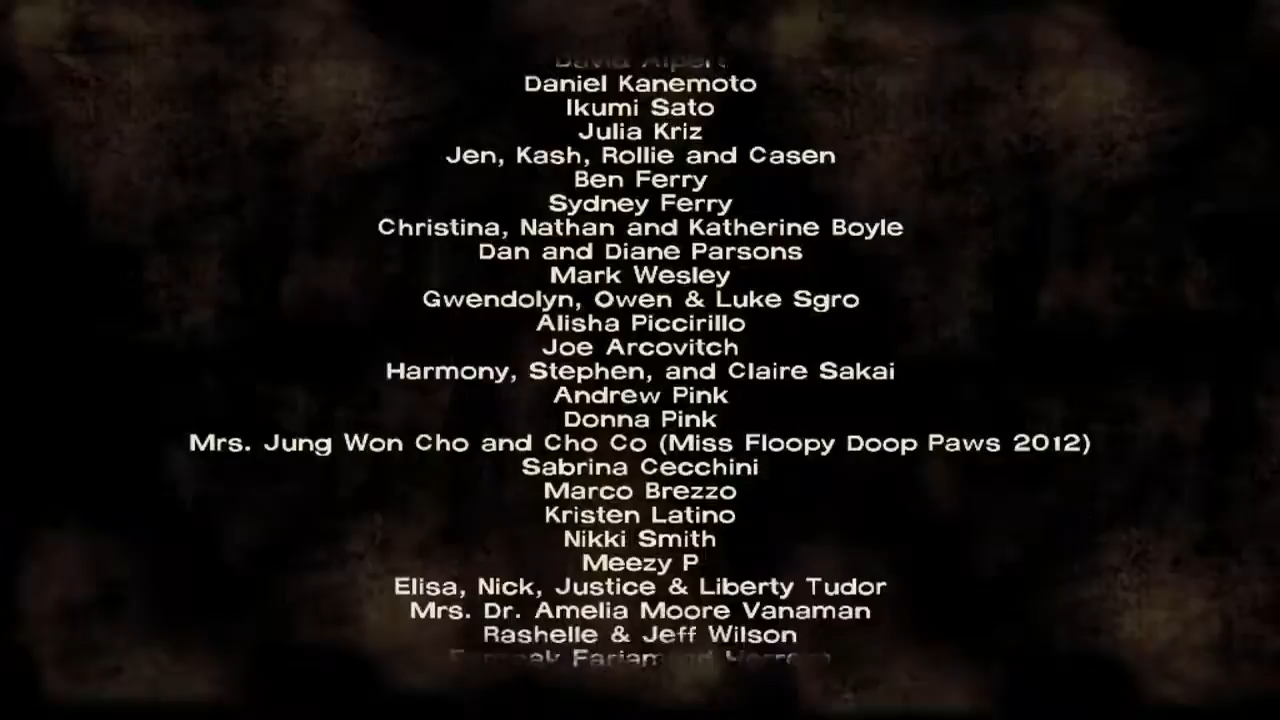 David Alpert
Daniel Kanemoto
Ikumi Sato
Julia Kriz
Jen, Kash, Rollie and Casen
Ben Ferry
Sydney Ferry
Christina, Nathan and Katherine Boyle
Dan and Diane Parsons
Mark Wesley
Gwendolyn, Owen & Luke Sgro
Alisha Piccirillo
Joe Arcovitch
Harmony, Stephen, and Claire Sakai
Andrew Pink
Donna Pink
Mrs. Jung Won Cho and Cho Co (Miss Floopy Doop Paws 2012)
Sabrina Cecchini
Marco Brezzo
Kristen Latino
Nikki Smith
Meezy P
Elisa, Nick, Justice & Liberty Tudor
Mrs. Dr. Amelia Moore Vanaman
Rashelle & Jeff Wilson